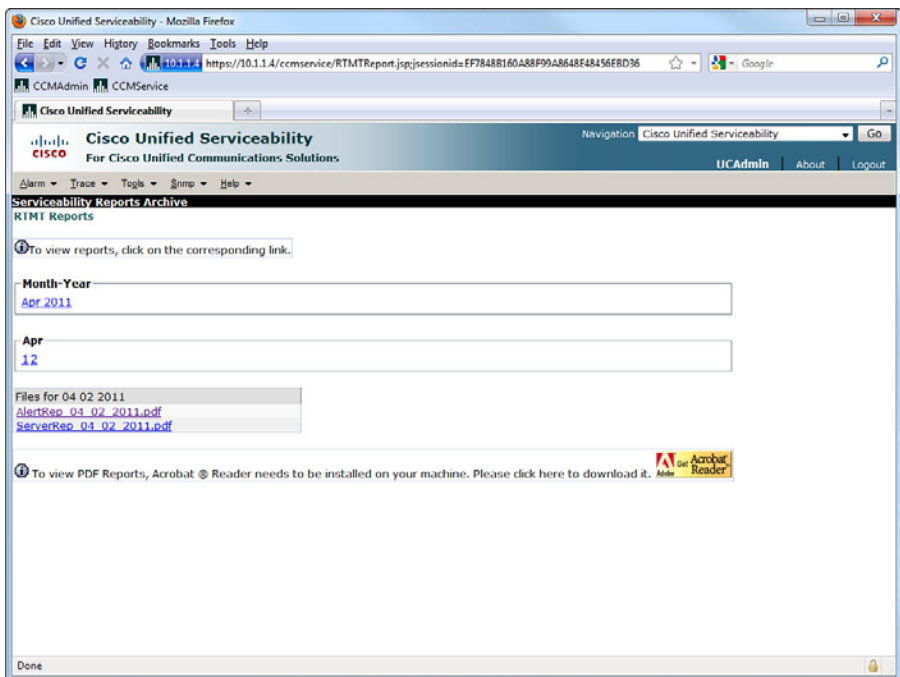 Cisco Unified Serviceability - Mozilla Firefox
File Edit View History Bookmarks Tools Help
10.1.1.4 https://10.1.1.4/ccmservice/RTMTReport.jsp;jsessionid=EF7848B160A88F99A8648E48456EBD36 Google
CCMAdmin CCMService
Cisco Unified Serviceability
CISCO Cisco Unified Serviceability Navigation Cisco Unified Serviceability Go
For Cisco Unified Communications Solutions UCAdmin About Logout
Alarm Trace Tools Snmp Help
Serviceability Reports Archive
RTMT Reports
To view reports, click on the corresponding link.
Month-Year
Apr 2011
Apr
12
Files for 04 02 2011
AlertRep_04_02_2011.pdf
ServerRep_04_02_2011.pdf
To view PDF Reports, Acrobat ® Reader needs to be installed on your machine. Please click here to download it. Adobe Get Acrobat Reader
Done